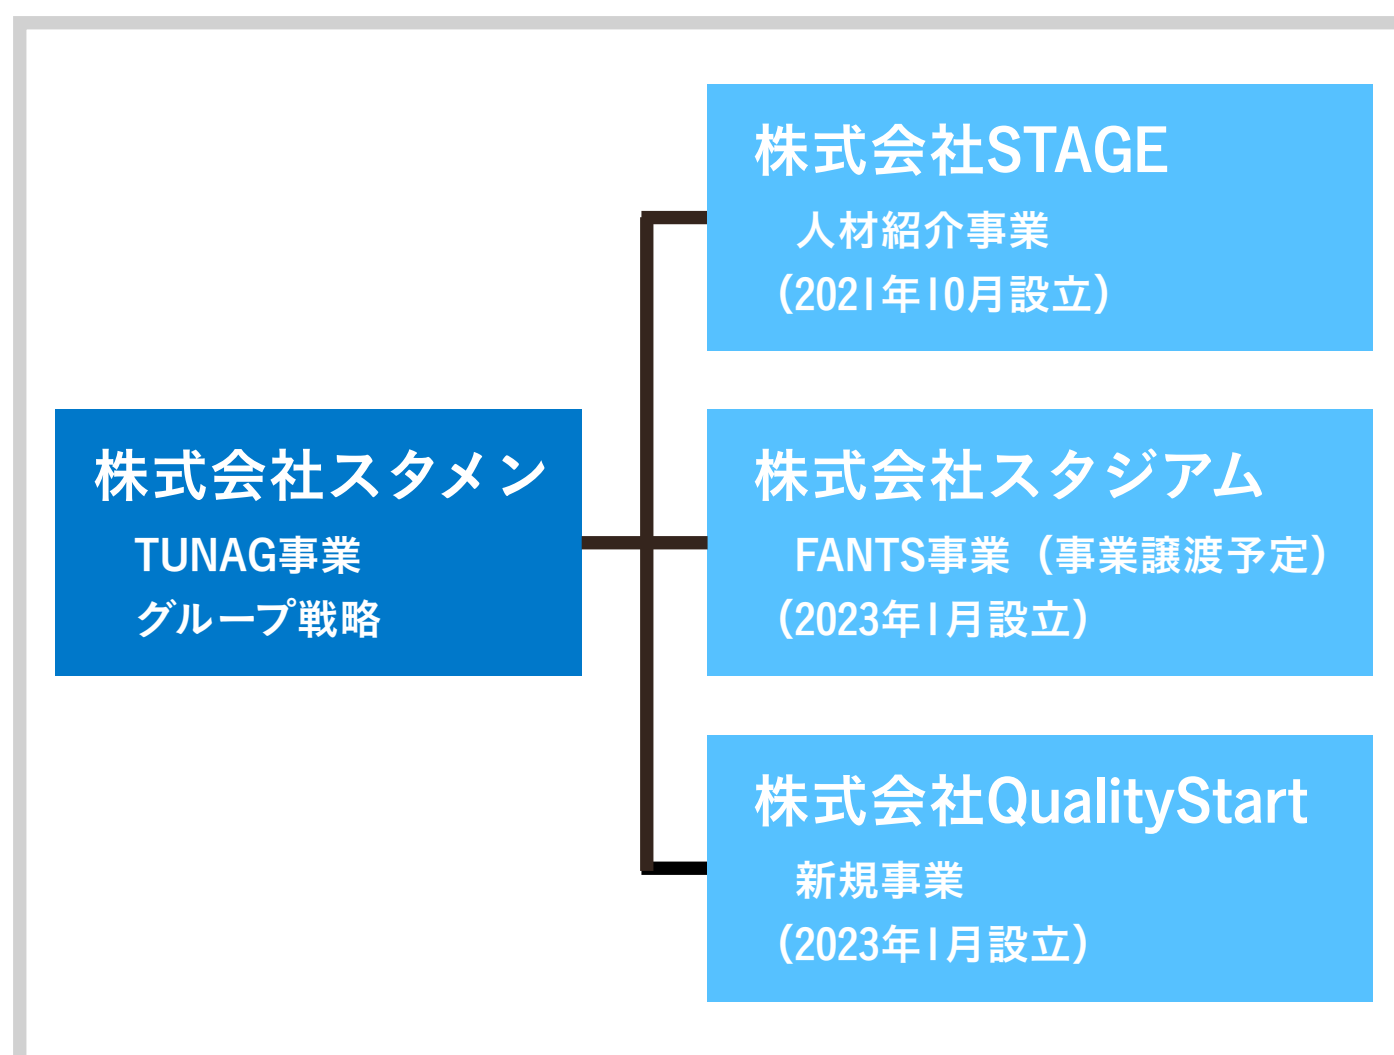 株式会社STAGE
人材紹介事業
（2021年10月設立）
株式会社スタメン
TUNAG事業
グループ戦略
株式会社スタジアム
FANTS事業（事業譲渡予定）
（2023年1月設立）
株式会社QualityStart
新規事業
（2023年1月設立）